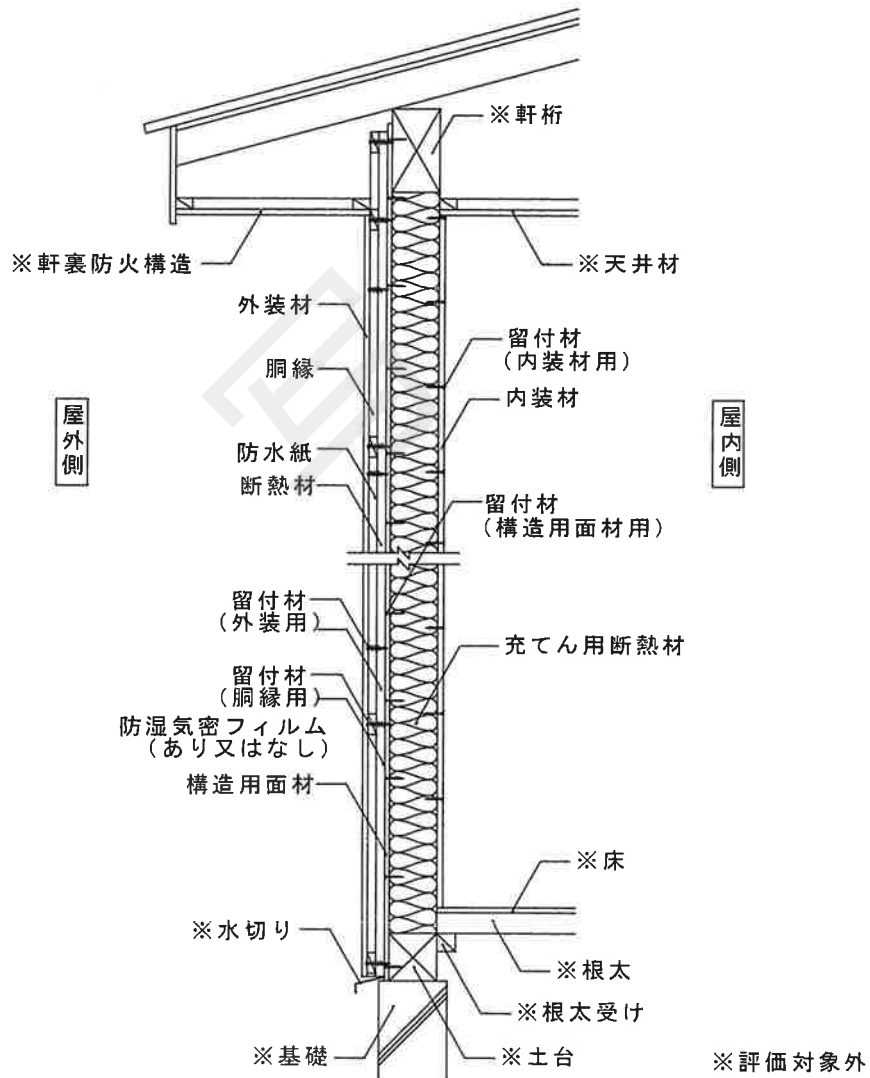 ※軒桁
※軒裏防火構造
※天井材
外装材
留付材
(内装材用)
胴縁
内装材
屋外側
屋内側
防水紙
断熱材
留付材
(構造用面材用)
留付材
(外装用)
充てん用断熱材
留付材
(胴縁用)
防湿気密フィルム
(あり又はなし)
構造用面材
※床
※水切り
※根太
※根太受け
※基礎
※土台
※評価対象外